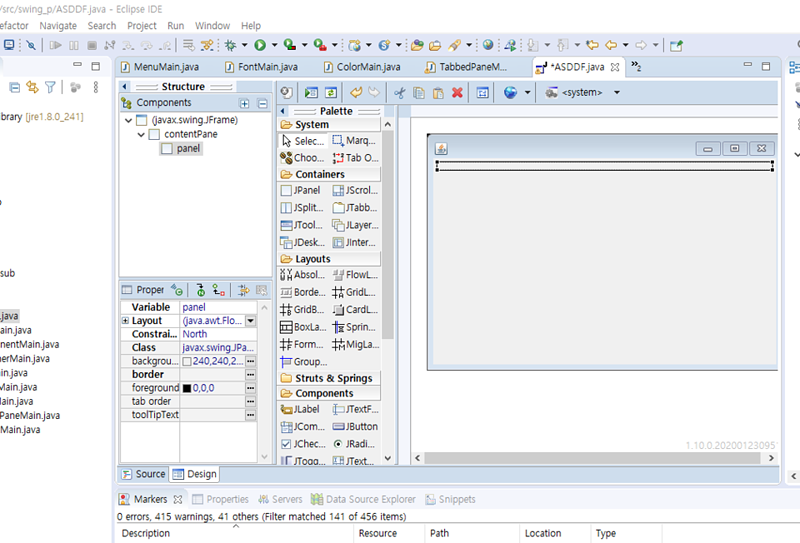 /src/swing_p/ASDDF.java - Eclipse IDE
efactor Navigate Search Project Run Window Help
MenuMain.java FontMain.java ColorMain.java TabbedPaneM... *ASDDF.java 2
Structure
Components
(javax.swing.JFrame)
contentPane
panel
<system>
Palette
System
Selec... Marq...
Choo... Tab O...
Containers
JPanel JScrol...
JSplit... JTabb...
JTool... JLayer...
JDesk... JInter...
Layouts
Absol... FlowL...
Borde... GridL...
GridB... CardL...
BoxLa... Sprin...
Form... MigLa...
Group...
Struts & Springs
Components
JLabel JTextF...
JCom... JButton
JChec... JRadi...
JTogg... JText...
Proper
Variable panel
Layout (java.awt.Flo...
Constrai... North
Class javax.swing.JPa...
backgrou... 240,240,2...
border
foreground 0,0,0
tab order
toolTipText
1.10.0.20200123095
ibrary [jre1.8.0_241]
sub
.java
ain.java
nentMain.java
nerMain.java
in.java
Main.java
Main.java
PaneMain.java
Main.java
Source Design
Markers Properties Servers Data Source Explorer Snippets
0 errors, 415 warnings, 41 others (Filter matched 141 of 456 items)
Description Resource Path Location Type